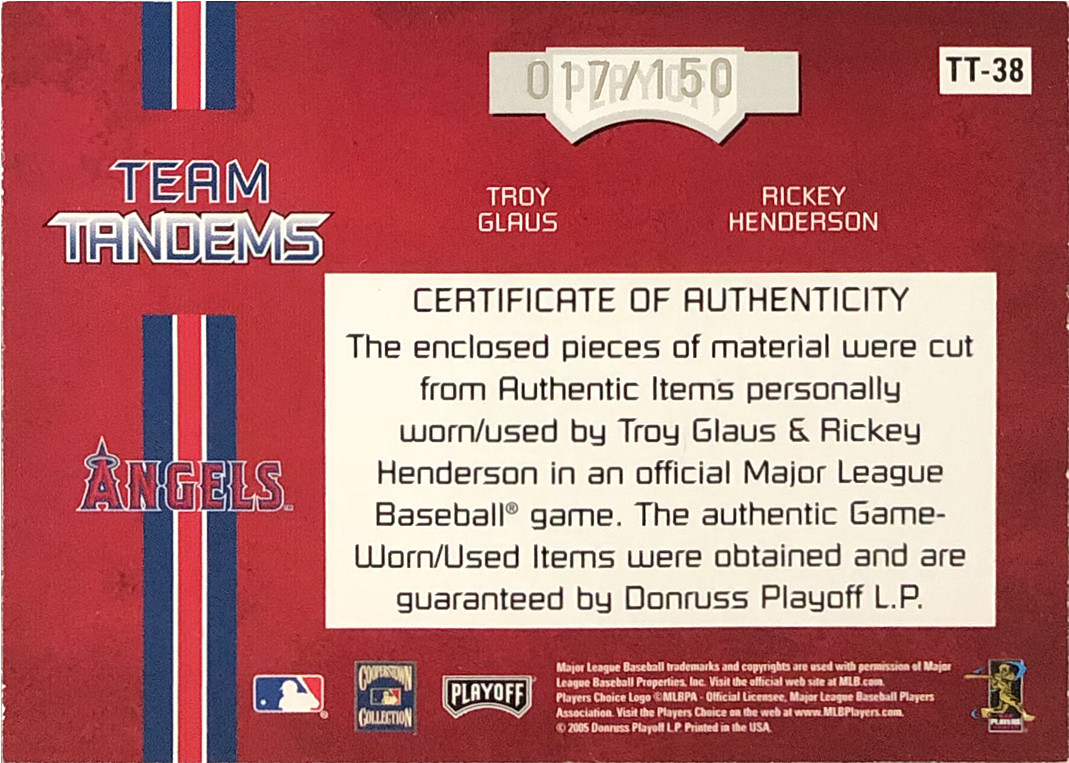 017/150
PLAYOFF
TT-38
TEAM
TANDEMS
TROY
GLAUS
RICKEY
HENDERSON
CERTIFICATE OF AUTHENTICITY
The enclosed pieces of material were cut
from Authentic Items personally
worn/used by Troy Glaus & Rickey
Henderson in an official Major League
Baseball® game. The authentic Game-
Worn/Used Items were obtained and are
guaranteed by Donruss Playoff L.P.
ANGELS
COOPERSTOWN
COLLECTION
PLAYOFF
Major League Baseball trademarks and copyrights are used with permission of Major
League Baseball Properties, Inc. Visit the official web site at MLB.com.
Players Choice Logo ©MLBPA - Official Licensee, Major League Baseball Players
Association. Visit the Players Choice on the web at www.MLBPlayers.com.
© 2005 Donruss Playoff L.P. Printed in the USA.